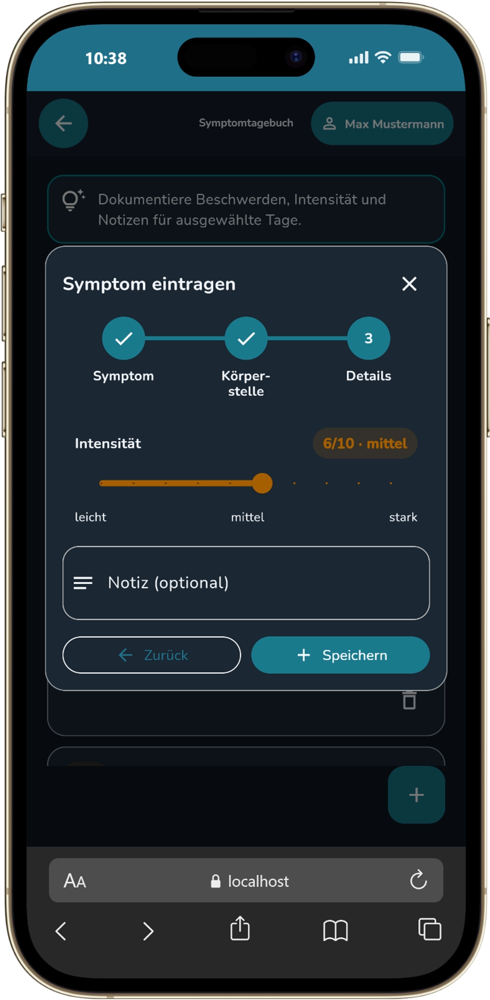 10:38
Symptomtagebuch
Max Mustermann
Dokumentiere Beschwerden, Intensität und
Notizen für ausgewählte Tage.
Symptom eintragen
3
Symptom
Körper-
stelle
Details
Intensität
6/10 · mittel
leicht
mittel
stark
Notiz (optional)
Zurück
Speichern
AA
localhost